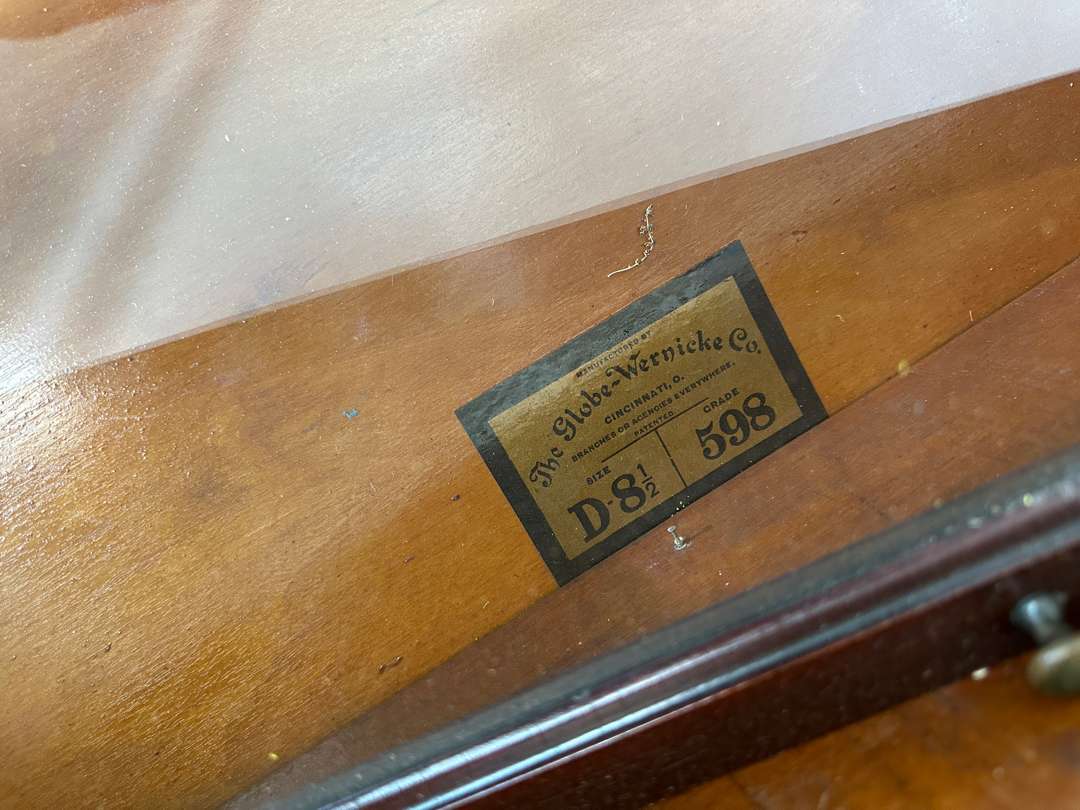 MANUFACTURED BY
The Globe-Wernicke Co.
CINCINNATI, O.
BRANCHES OR AGENCIES EVERYWHERE.
PATENTED.
SIZE GRADE
D-8½ 598